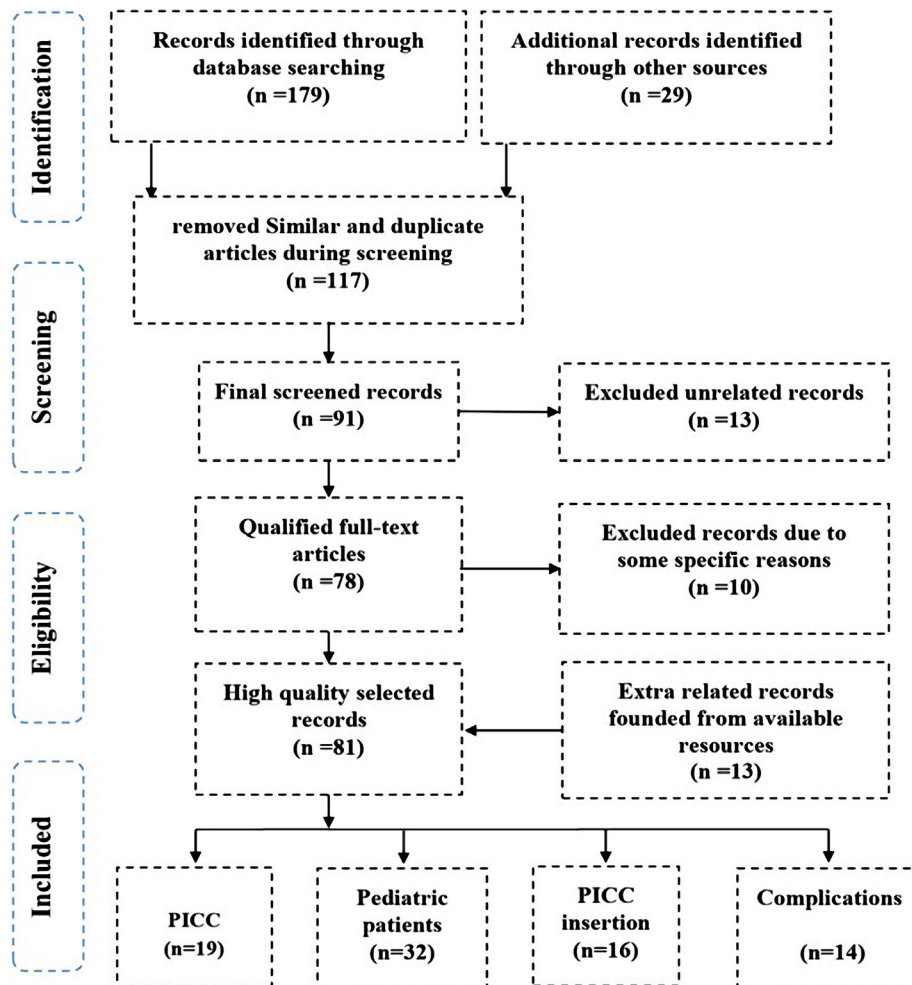 Identification
Records identified through
database searching
(n =179)
Additional records identified
through other sources
(n =29)
removed Similar and duplicate
articles during screening
(n =117)
Screening
Final screened records
(n =91)
Excluded unrelated records
(n =13)
Eligibility
Qualified full-text
articles
(n =78)
Excluded records due to
some specific reasons
(n =10)
High quality selected
records
(n =81)
Extra related records
founded from available
resources
(n =13)
Included
PICC
(n=19)
Pediatric
patients
(n=32)
PICC
insertion
(n=16)
Complications
(n=14)